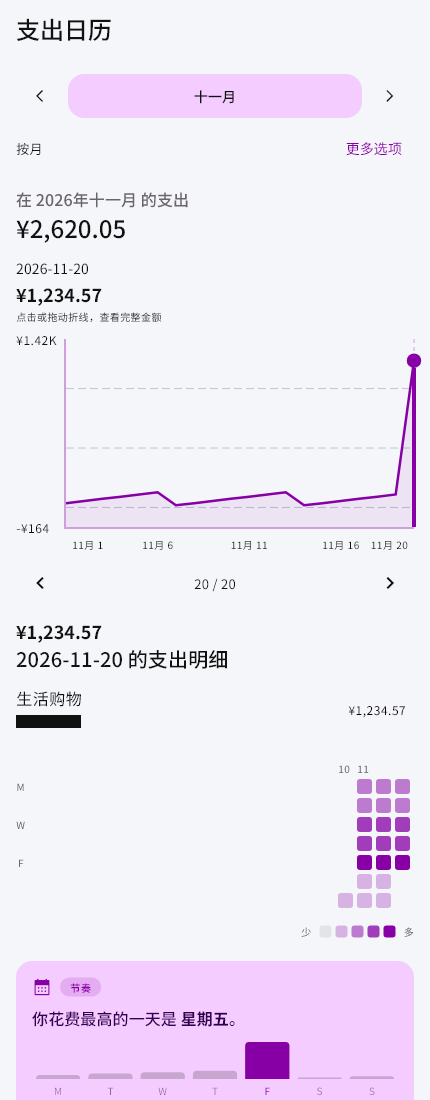 支出日历
十一月
按月
更多选项
在 2026年十一月 的支出
¥2,620.05
2026-11-20
¥1,234.57
点击或拖动折线，查看完整金额
¥1.42K
-¥164
11月 1 11月 6 11月 11 11月 16 11月 20
20 / 20
¥1,234.57
2026-11-20 的支出明细
生活购物
¥1,234.57
10 11
M
W
F
少 多
节奏
你花费最高的一天是 星期五。
M T W T F S S